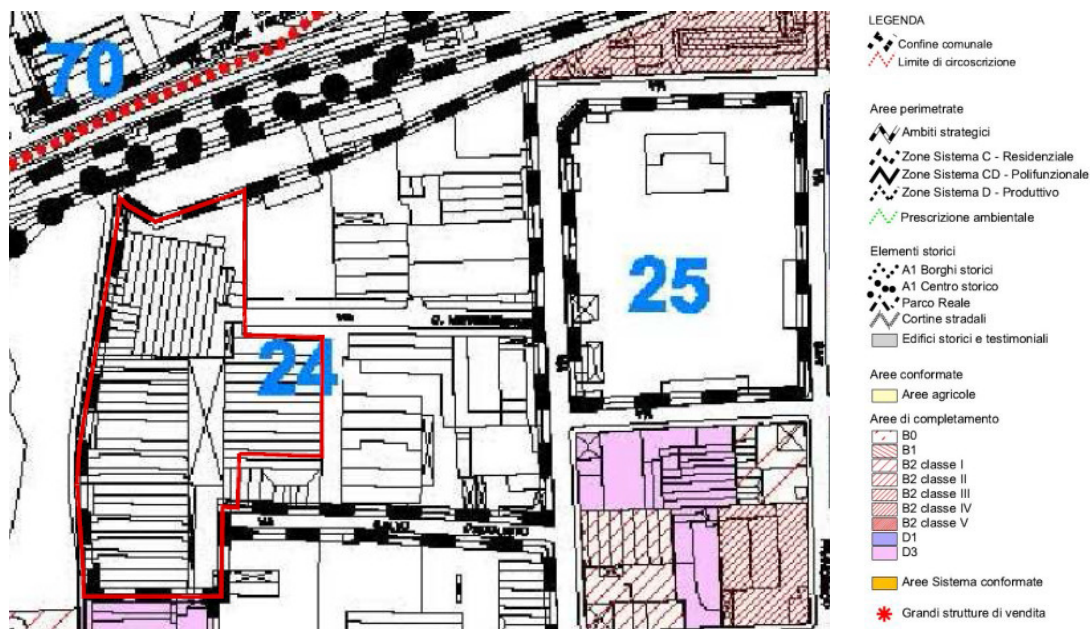 70
24
25
VIA
VIA
VIA
LEGENDA
Confine comunale
Limite di circoscrizione
Aree perimetrate
Ambiti strategici
Zone Sistema C - Residenziale
Zone Sistema CD - Polifunzionale
Zone Sistema D - Produttivo
Prescrizione ambientale
Elementi storici
A1 Borghi storici
A1 Centro storico
Parco Reale
Cortine stradali
Edifici storici e testimoniali
Aree conformate
Aree agricole
Aree di completamento
B0
B1
B2 classe I
B2 classe II
B2 classe III
B2 classe IV
B2 classe V
D1
D3
Aree Sistema conformate
Grandi strutture di vendita